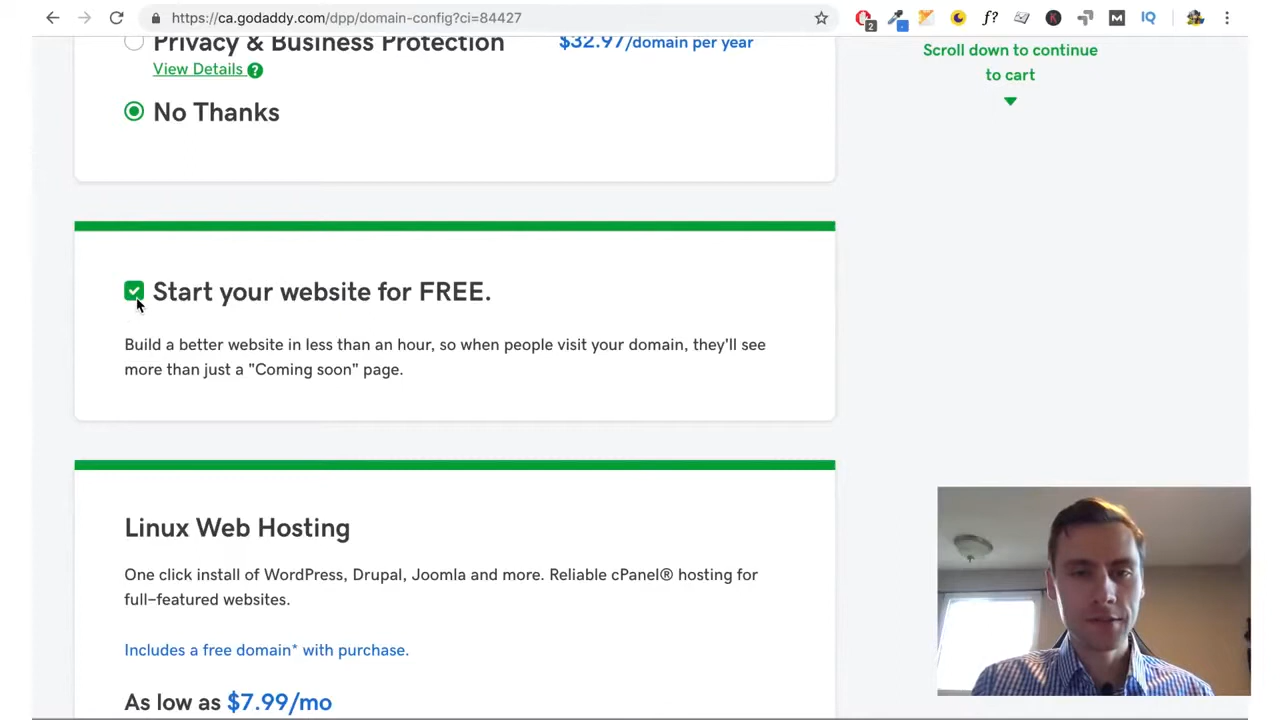 https://ca.godaddy.com/dpp/domain-config?ci=84427
2
f?
K
M
IQ
Privacy & Business Protection
$32.97/domain per year
View Details ?
No Thanks
Scroll down to continue
to cart
Start your website for FREE.
Build a better website in less than an hour, so when people visit your domain, they'll see
more than just a "Coming soon" page.
Linux Web Hosting
One click install of WordPress, Drupal, Joomla and more. Reliable cPanel® hosting for
full-featured websites.
Includes a free domain* with purchase.
As low as $7.99/mo